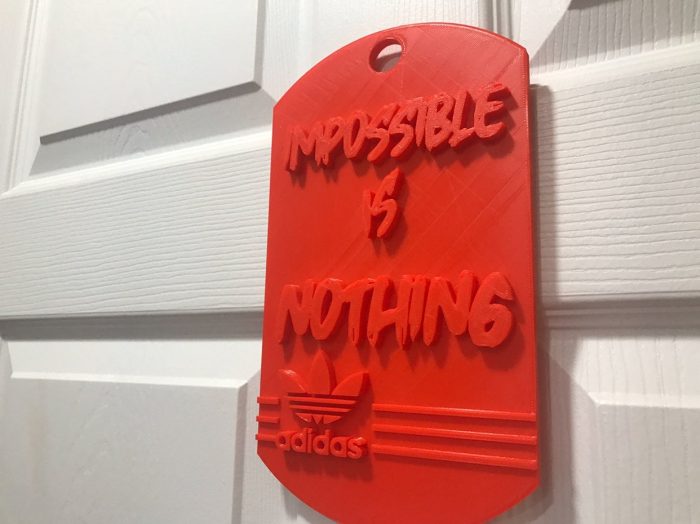 IMPOSSIBLE
IS
NOTHING
adidas